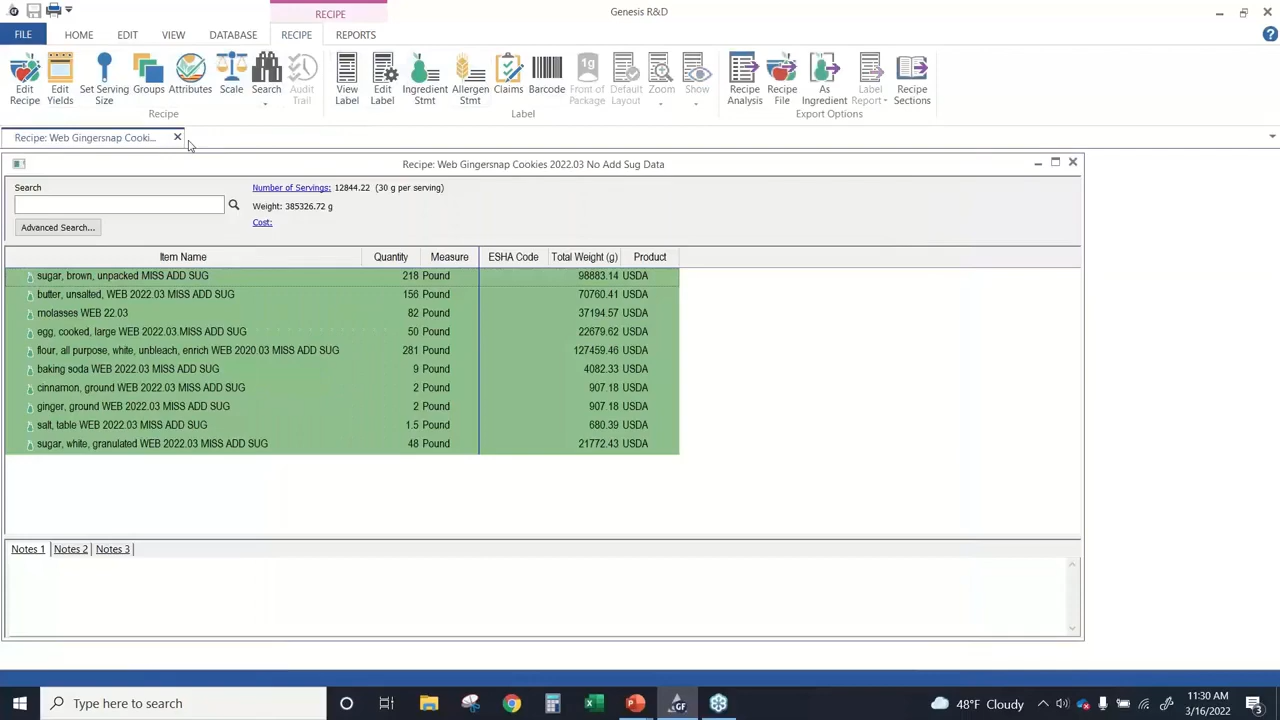 RECIPE
Genesis R&D
FILE HOME EDIT VIEW DATABASE RECIPE REPORTS
?
Edit Recipe
Edit Yields
Set Serving Size
Groups
Attributes
Scale
Search
Audit Trail
View Label
Edit Label
Ingredient Stmt
Allergen Stmt
Claims
Barcode
1g
Front of Package
Default Layout
Zoom
Show
Recipe Analysis
Recipe File
As Ingredient
Label Report
Recipe Sections
Recipe
Label
Export Options
Recipe: Web Gingersnap Cooki...
Recipe: Web Gingersnap Cookies 2022.03 No Add Sug Data
Search
Number of Servings: 12844.22 (30 g per serving)
Weight: 385326.72 g
Cost:
Advanced Search...
Item Name Quantity Measure ESHA Code Total Weight (g) Product
sugar, brown, unpacked MISS ADD SUG 218 Pound 98883.14 USDA
butter, unsalted, WEB 2022.03 MISS ADD SUG 156 Pound 70760.41 USDA
molasses WEB 22.03 82 Pound 37194.57 USDA
egg, cooked, large WEB 2022.03 MISS ADD SUG 50 Pound 22679.62 USDA
flour, all purpose, white, unbleach, enrich WEB 2020.03 MISS ADD SUG 281 Pound 127459.46 USDA
baking soda WEB 2022.03 MISS ADD SUG 9 Pound 4082.33 USDA
cinnamon, ground WEB 2022.03 MISS ADD SUG 2 Pound 907.18 USDA
ginger, ground WEB 2022.03 MISS ADD SUG 2 Pound 907.18 USDA
salt, table WEB 2022.03 MISS ADD SUG 1.5 Pound 680.39 USDA
sugar, white, granulated WEB 2022.03 MISS ADD SUG 48 Pound 21772.43 USDA
Notes 1 Notes 2 Notes 3
Type here to search
48°F Cloudy
11:30 AM
3/16/2022